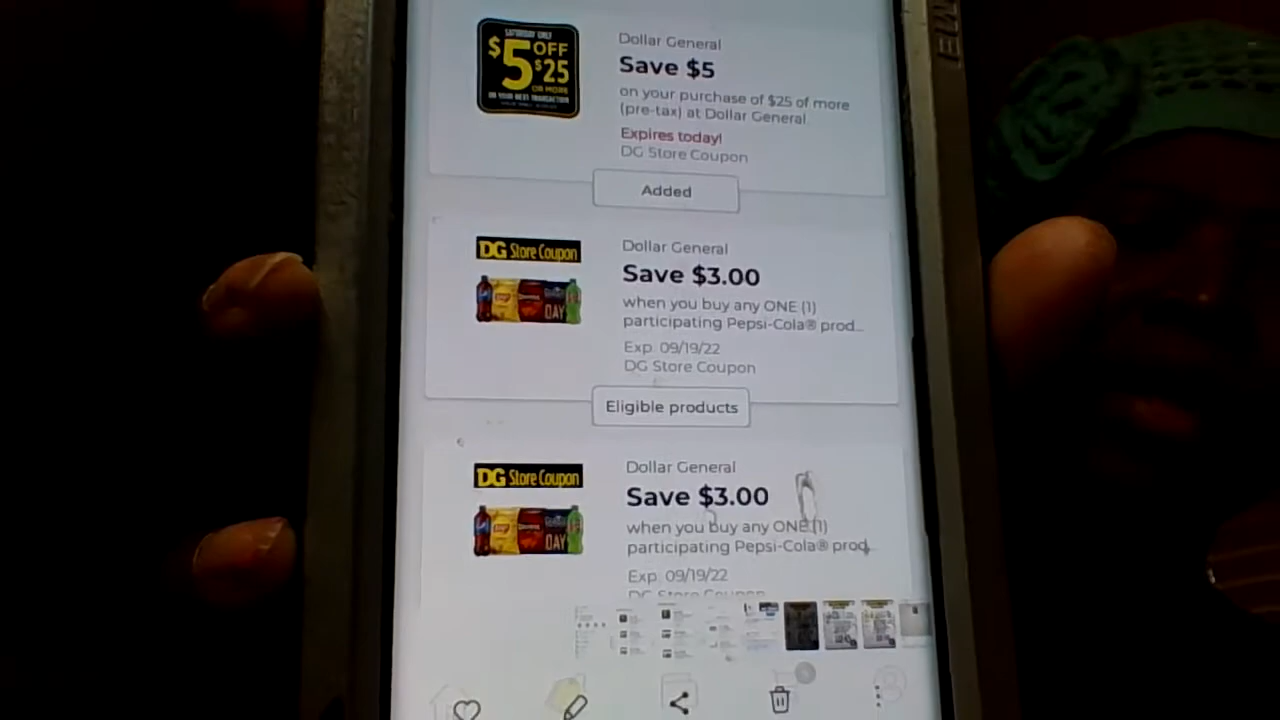 SATURDAY ONLY
$5 OFF
$25
OR MORE
ON YOUR NEXT TRANSACTION
Dollar General
Save $5
on your purchase of $25 of more
(pre-tax) at Dollar General.
Expires today!
DG Store Coupon
Added
DG Store Coupon
DAY
Dollar General
Save $3.00
when you buy any ONE (1)
participating Pepsi-Cola® prod...
Exp. 09/19/22
DG Store Coupon
Eligible products
DG Store Coupon
DAY
Dollar General
Save $3.00
when you buy any ONE (1)
participating Pepsi-Cola® prod...
Exp. 09/19/22
DG Store Coupon